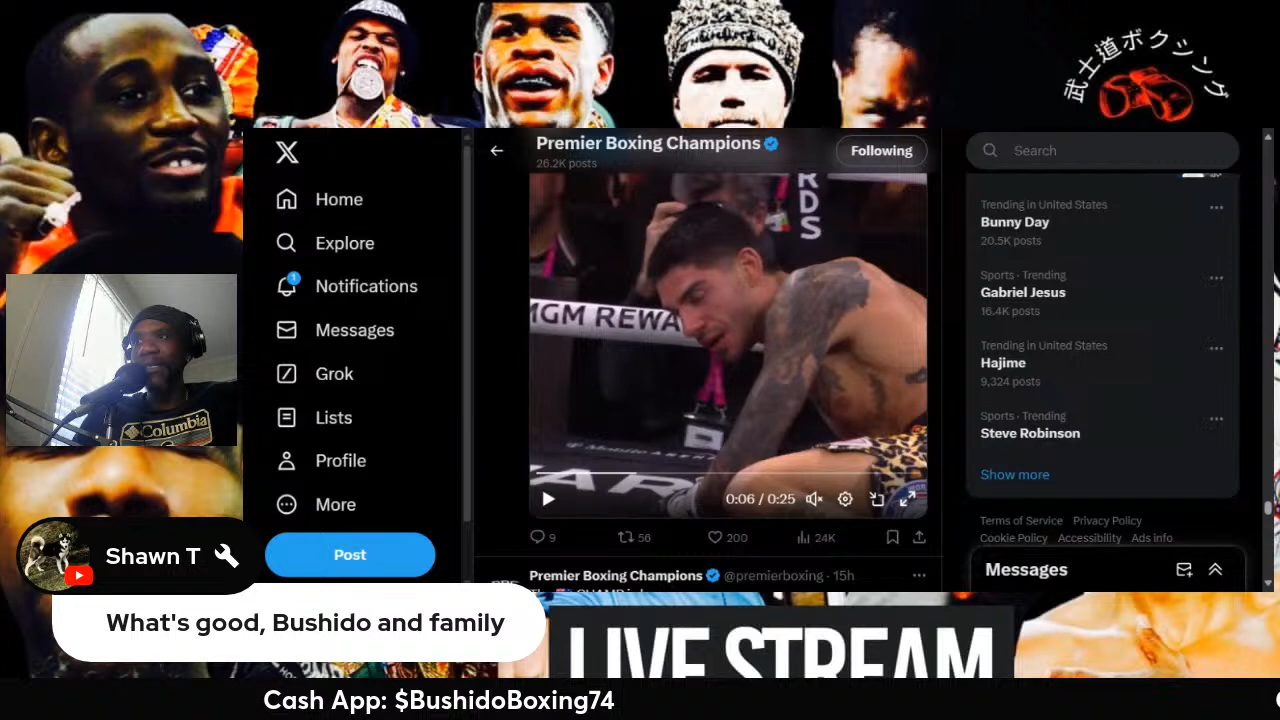 武士道ボクシング
Premier Boxing Champions
26.2K posts
Following
Search
Home
Explore
1
Notifications
Messages
Grok
Lists
Profile
More
Post
RDS
MGM REWA
0:06 / 0:25
9
56
200
24K
Premier Boxing Champions @premierboxing · 15h
Trending in United States
Bunny Day
20.5K posts
Sports · Trending
Gabriel Jesus
16.4K posts
Trending in United States
Hajime
9,324 posts
Sports · Trending
Steve Robinson
Show more
Terms of Service Privacy Policy
Cookie Policy Accessibility Ads info
Messages
Columbia
Shawn T
What's good, Bushido and family
LIVE STREAM
Cash App: $BushidoBoxing74